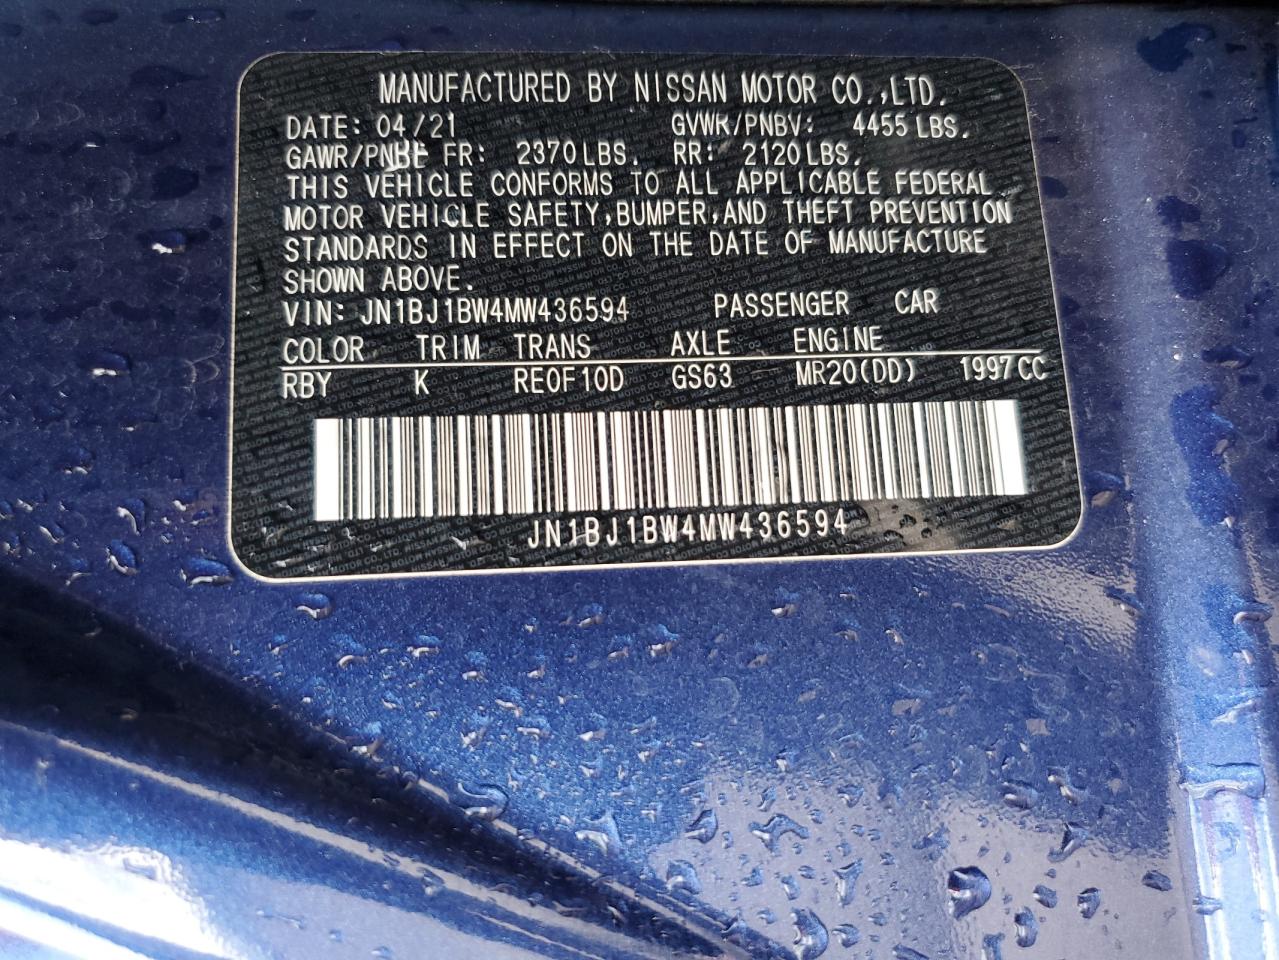 MANUFACTURED BY NISSAN MOTOR CO.,LTD.
DATE: 04/21 GVWR/PNBV: 4455 LBS.
GAWR/PNBE FR: 2370 LBS. RR: 2120 LBS.
THIS VEHICLE CONFORMS TO ALL APPLICABLE FEDERAL
MOTOR VEHICLE SAFETY,BUMPER,AND THEFT PREVENTION
STANDARDS IN EFFECT ON THE DATE OF MANUFACTURE
SHOWN ABOVE.
VIN: JN1BJ1BW4MW436594 PASSENGER CAR
COLOR TRIM TRANS AXLE ENGINE
RBY K RE0F10D GS63 MR20(DD) 1997CC
JN1BJ1BW4MW436594